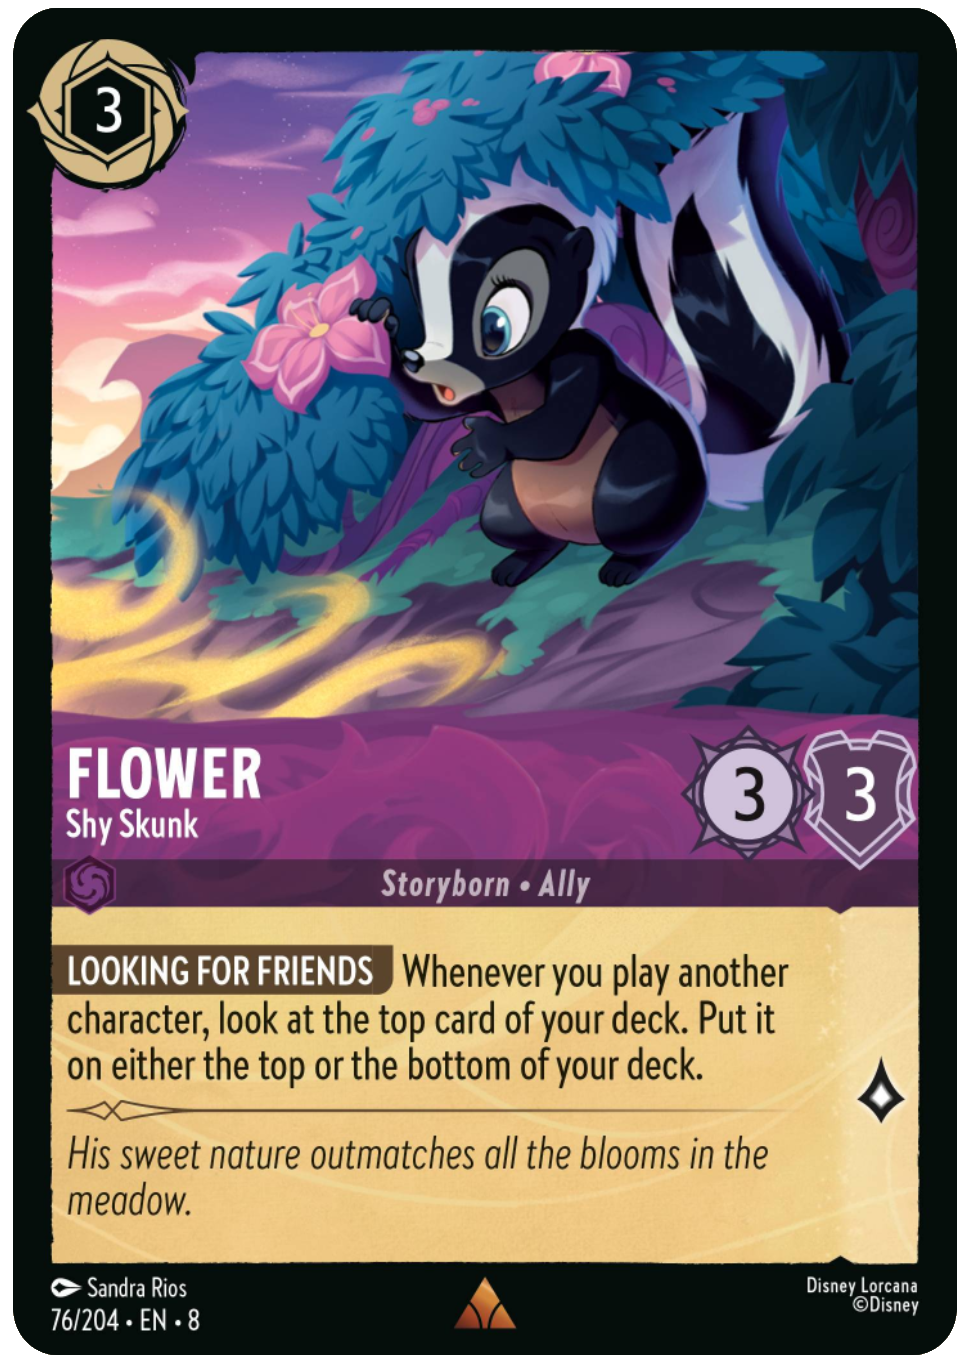 3
FLOWER
Shy Skunk
3
3
Storyborn • Ally
LOOKING FOR FRIENDS Whenever you play another
character, look at the top card of your deck. Put it
on either the top or the bottom of your deck.
His sweet nature outmatches all the blooms in the
meadow.
Sandra Rios
76/204 • EN • 8
Disney Lorcana
©Disney